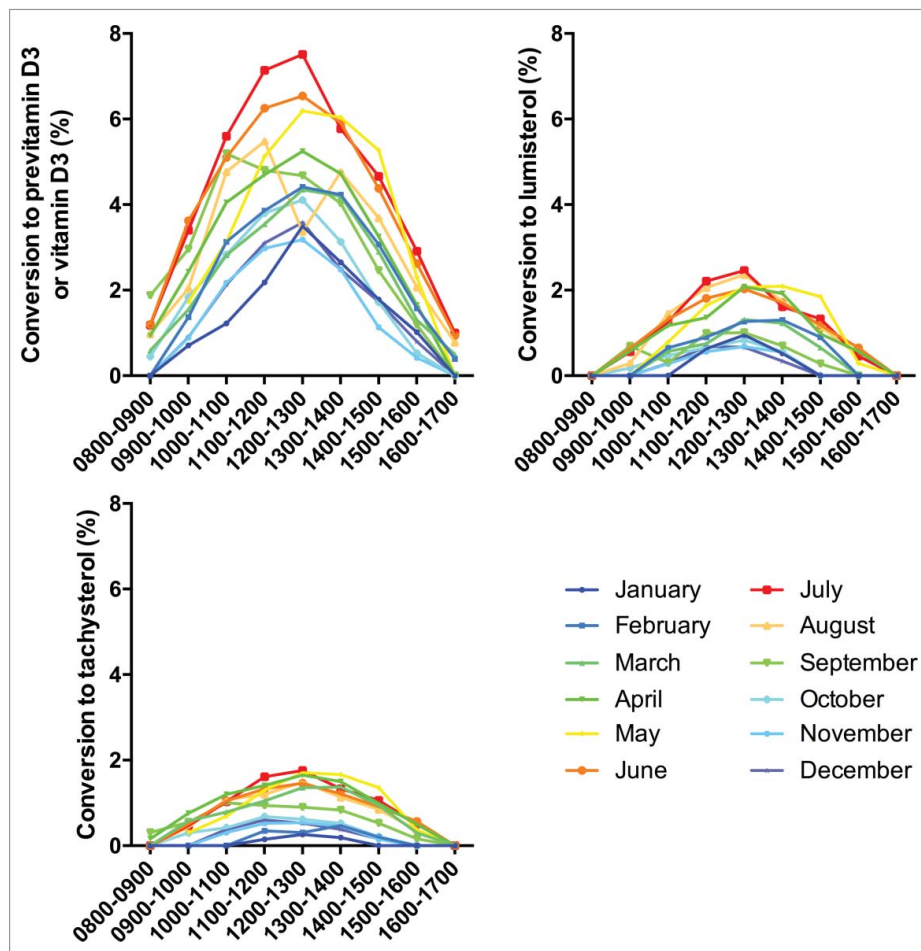 Conversion to previtamin D3
or vitamin D3 (%)
8
6
4
2
0
0800-0900
0900-1000
1000-1100
1100-1200
1200-1300
1300-1400
1400-1500
1500-1600
1600-1700
Conversion to lumisterol (%)
8
6
4
2
0
0800-0900
0900-1000
1000-1100
1100-1200
1200-1300
1300-1400
1400-1500
1500-1600
1600-1700
Conversion to tachysterol (%)
8
6
4
2
0
0800-0900
0900-1000
1000-1100
1100-1200
1200-1300
1300-1400
1400-1500
1500-1600
1600-1700
January
February
March
April
May
June
July
August
September
October
November
December